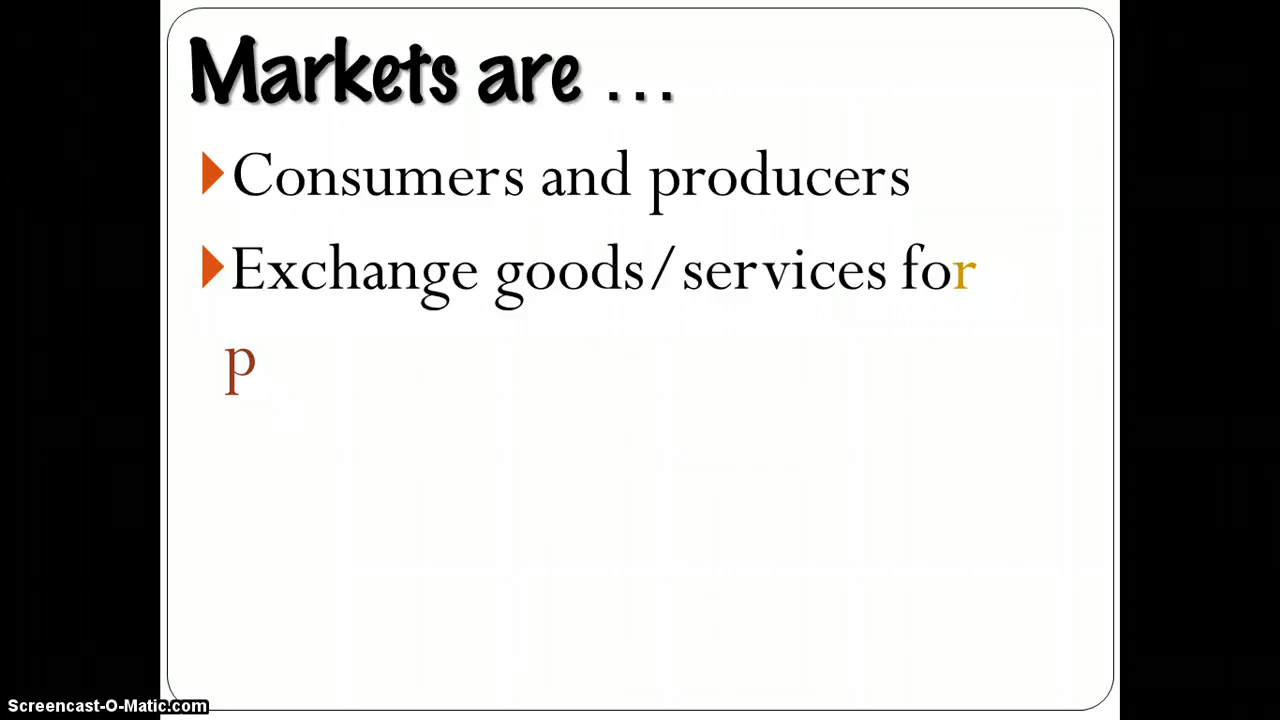 Markets are ...
Consumers and producers
Exchange goods/services for
p
Screencast-O-Matic.com